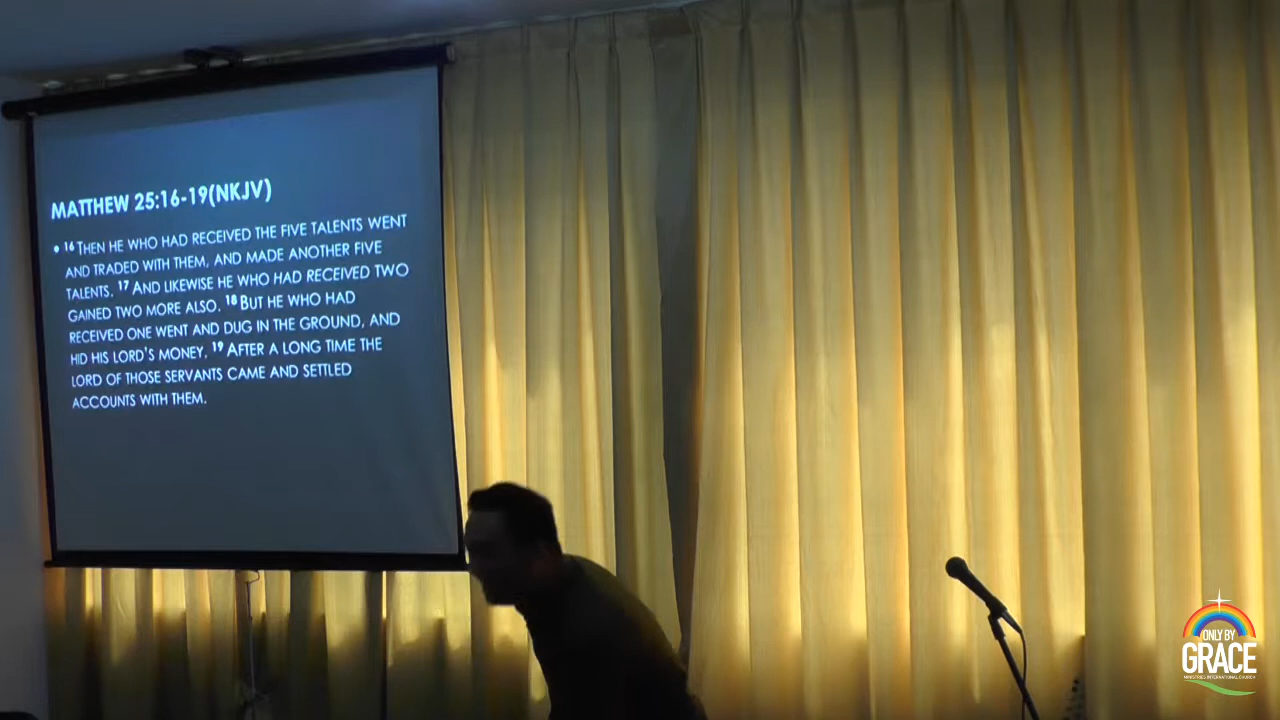 MATTHEW 25:16-19(NKJV)
• 16 THEN HE WHO HAD RECEIVED THE FIVE TALENTS WENT
AND TRADED WITH THEM, AND MADE ANOTHER FIVE
TALENTS. 17 AND LIKEWISE HE WHO HAD RECEIVED TWO
GAINED TWO MORE ALSO. 18 BUT HE WHO HAD
RECEIVED ONE WENT AND DUG IN THE GROUND, AND
HID HIS LORD'S MONEY. 19 AFTER A LONG TIME THE
LORD OF THOSE SERVANTS CAME AND SETTLED
ACCOUNTS WITH THEM.
ONLY BY
GRACE
MINISTRIES INTERNATIONAL CHURCH